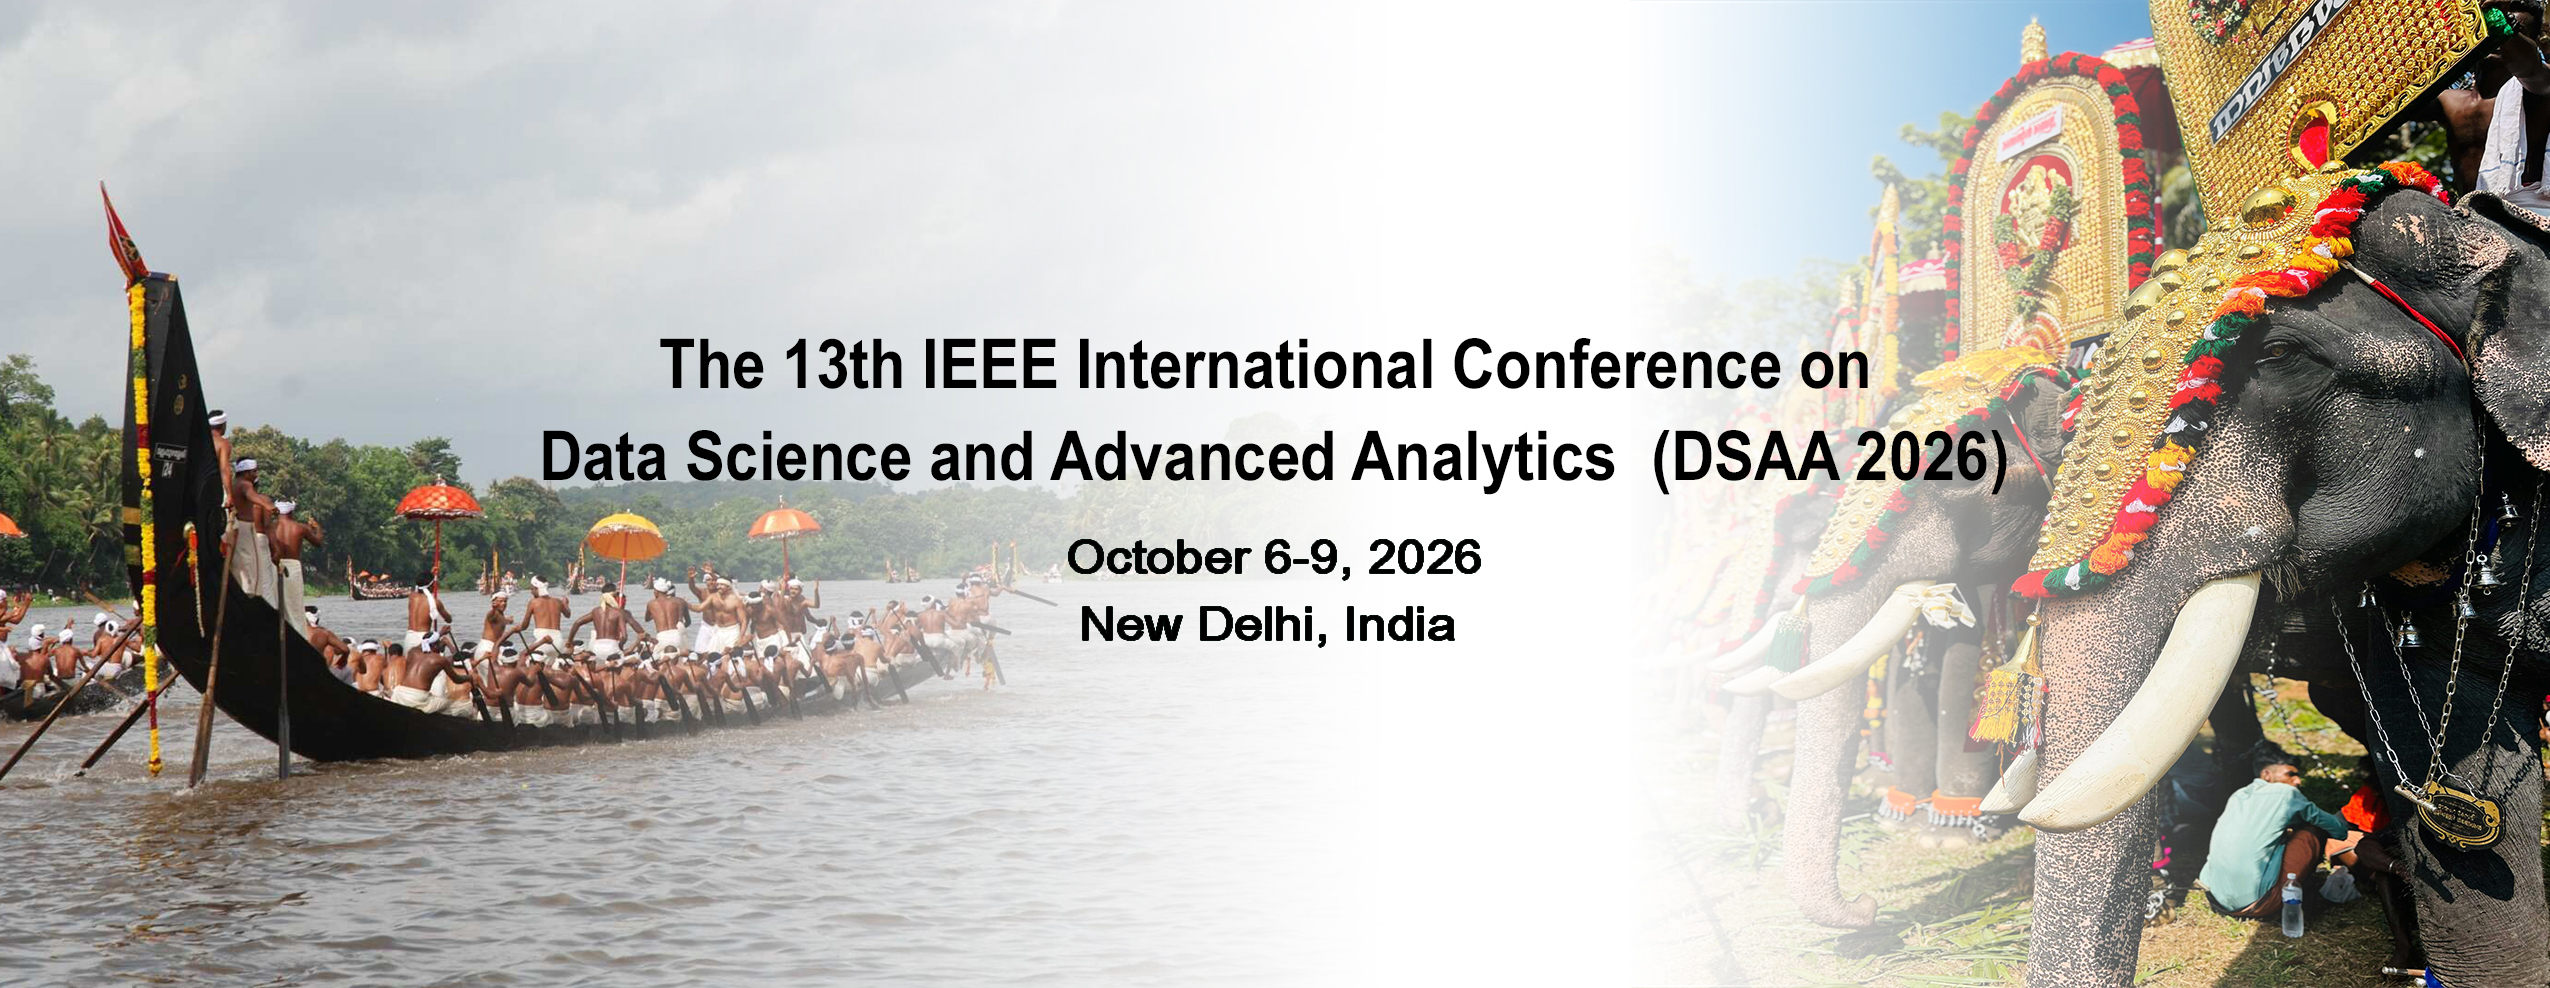 The 13th IEEE International Conference on
Data Science and Advanced Analytics (DSAA 2026)
October 6-9, 2026
New Delhi, India